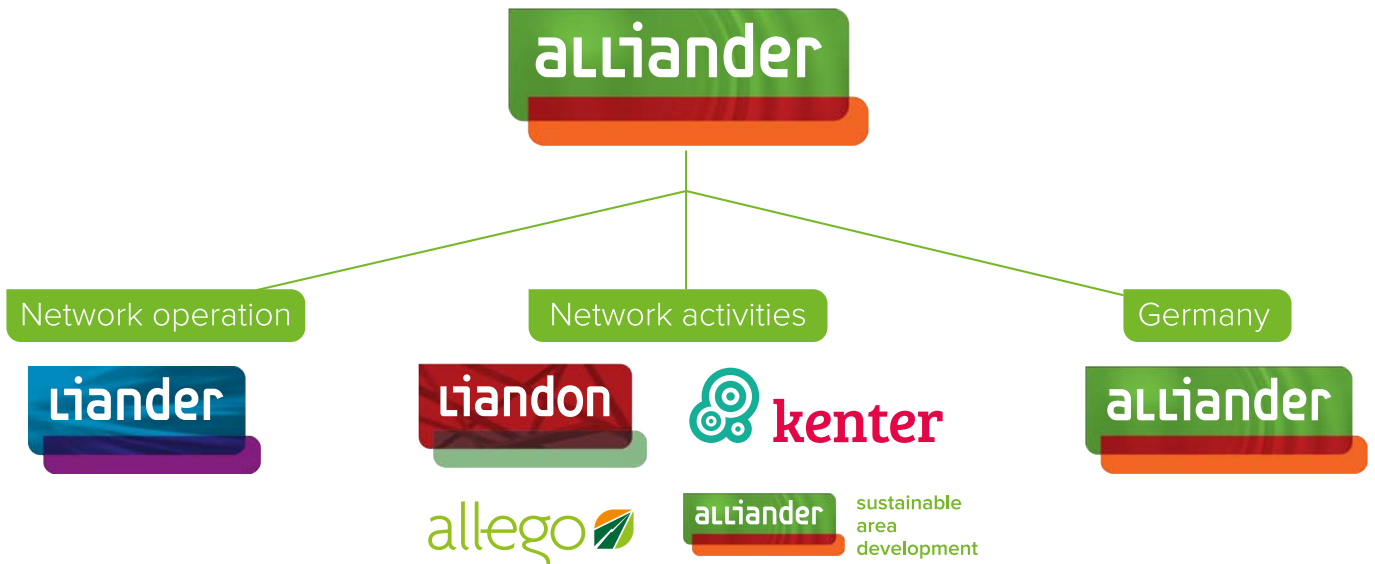 alliander
Network operation
Network activities
Germany
Liander
Liandon
kenter
alliander
allego
alliander
sustainable
area
development